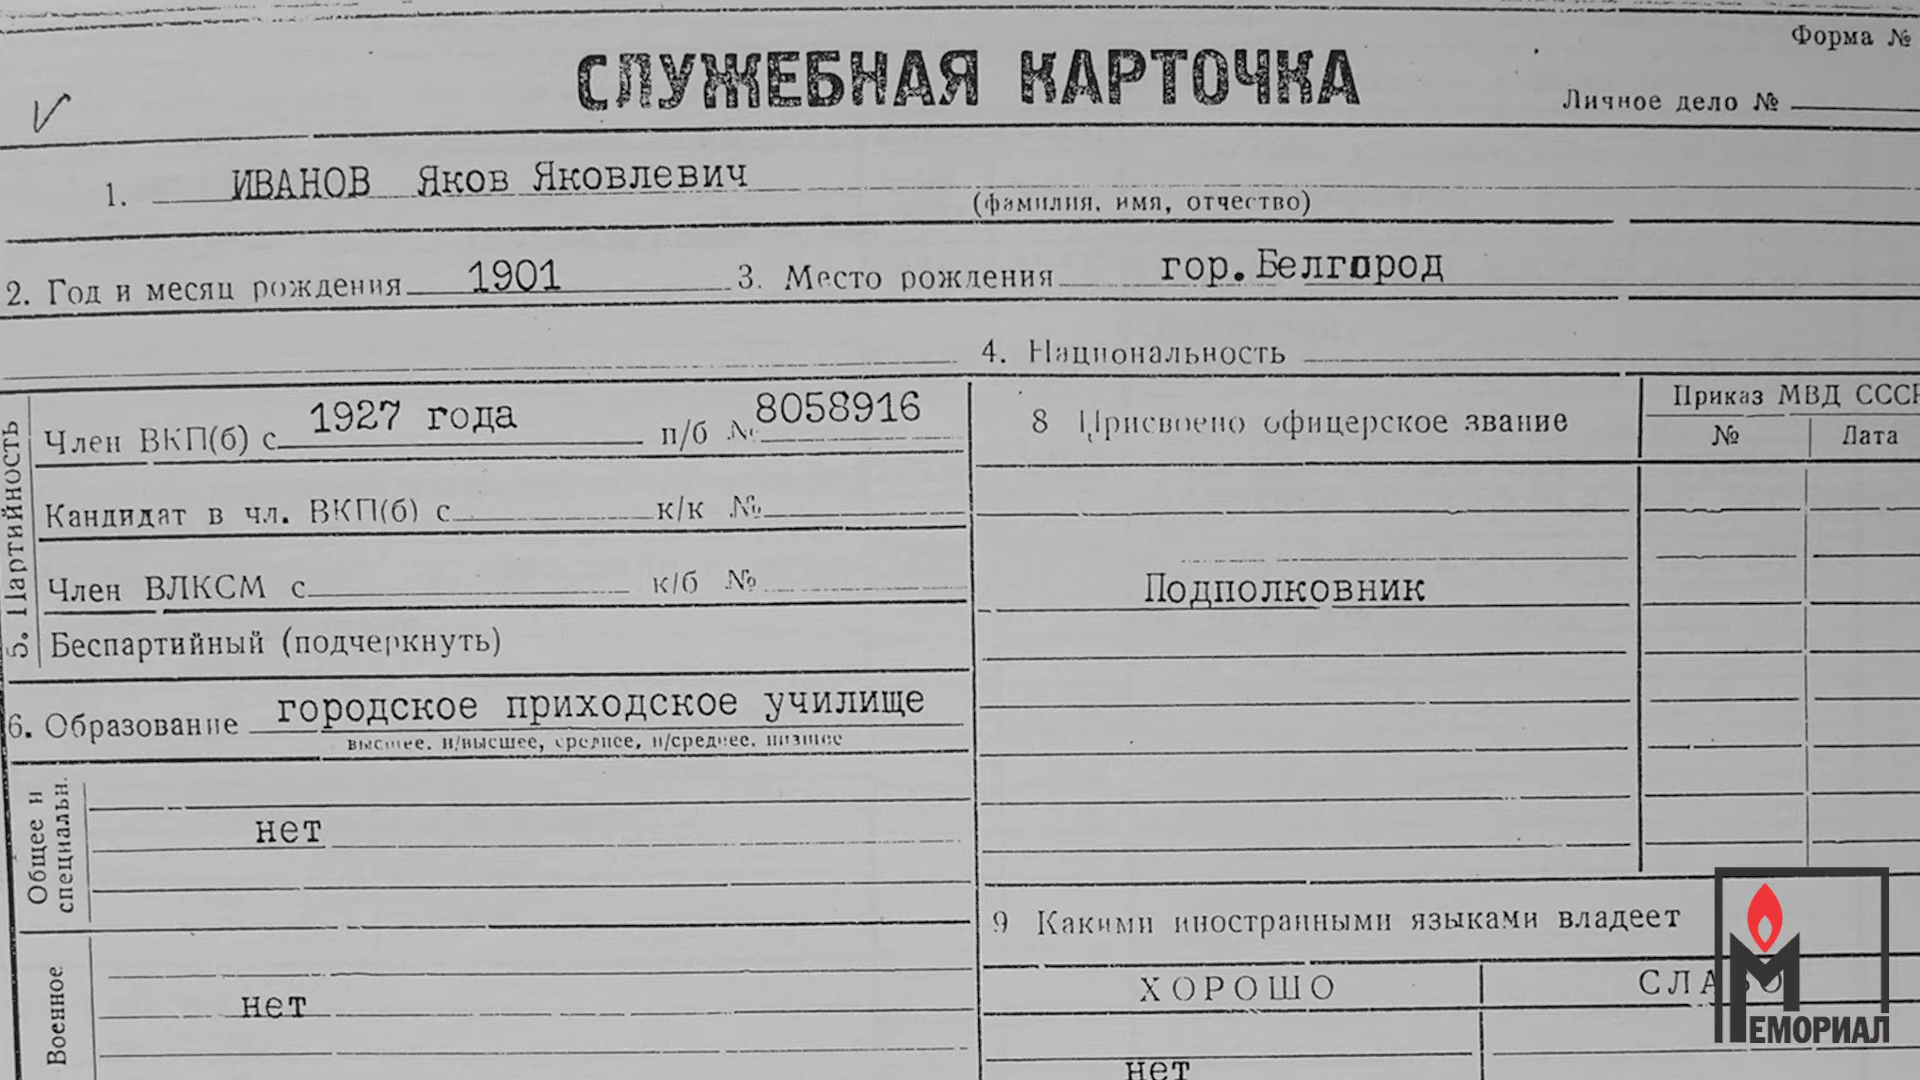 Форма №
СЛУЖЕБНАЯ КАРТОЧКА
Личное дело №
1. ИВАНОВ Яков Яковлевич
(фамилия, имя, отчество)
2. Год и месяц рождения 1901 3. Место рождения гор.Белгород
4. Национальность
5. Партийность
Член ВКП(б) с 1927 года п/б № 8058916
Кандидат в чл. ВКП(б) с к/к №
Член ВЛКСМ с к/б №
Беспартийный (подчеркнуть)
6. Образование городское приходское училище
высшее, н/высшее, среднее, н/среднее, низшее
Общее и специальн.
нет
Военное
нет
8 Присвоено офицерское звание
Приказ МВД СССР
№ Дата
Подполковник
9 Какими иностранными языками владеет
ХОРОШО СЛАБО
нет
МЕМОРИАЛ